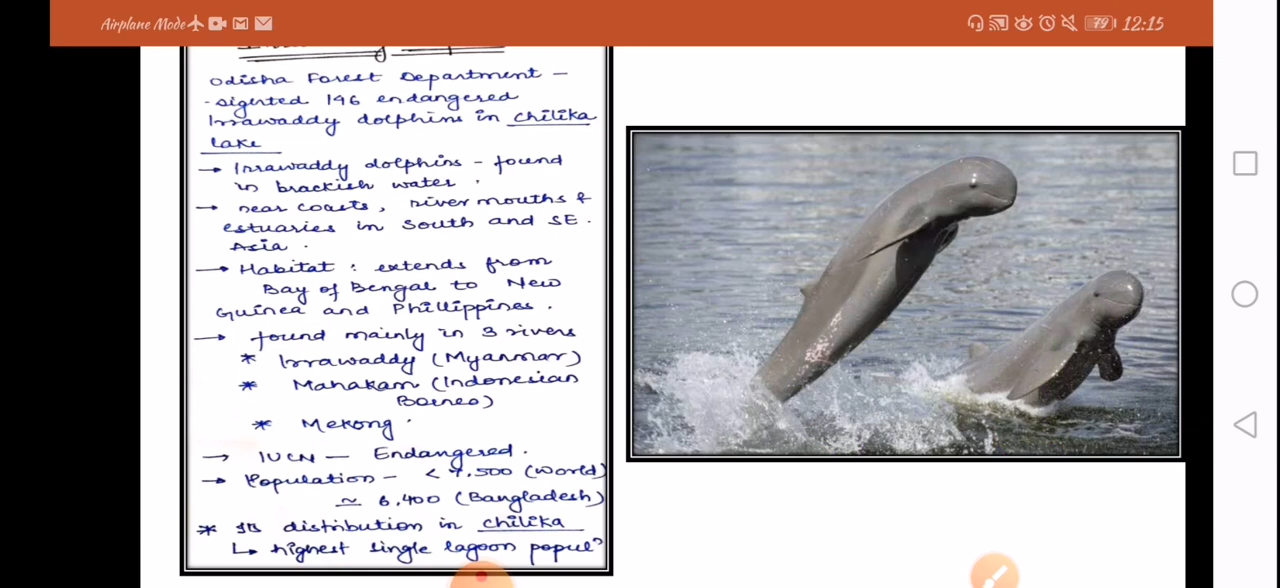 Airplane Mode
79
12:15
Odisha Forest Department –
- sighted 146 endangered
Irrawaddy dolphins in Chilika
Lake
→ Irrawaddy dolphins – found
in brackish water.
→ near coasts, river mouths &
estuaries in South and SE.
Asia.
→ Habitat : extends from
Bay of Bengal to New
Guinea and Phillippines.
→ found mainly in 3 rivers
* Irrawaddy (Myanmar)
* Mahakam (Indonesian
Borneo)
* Mekong.
→ IUCN – Endangered.
→ Population – < 7,500 (World)
≃ 6,400 (Bangladesh)
* distribution in Chilika
↳ highest single lagoon popul